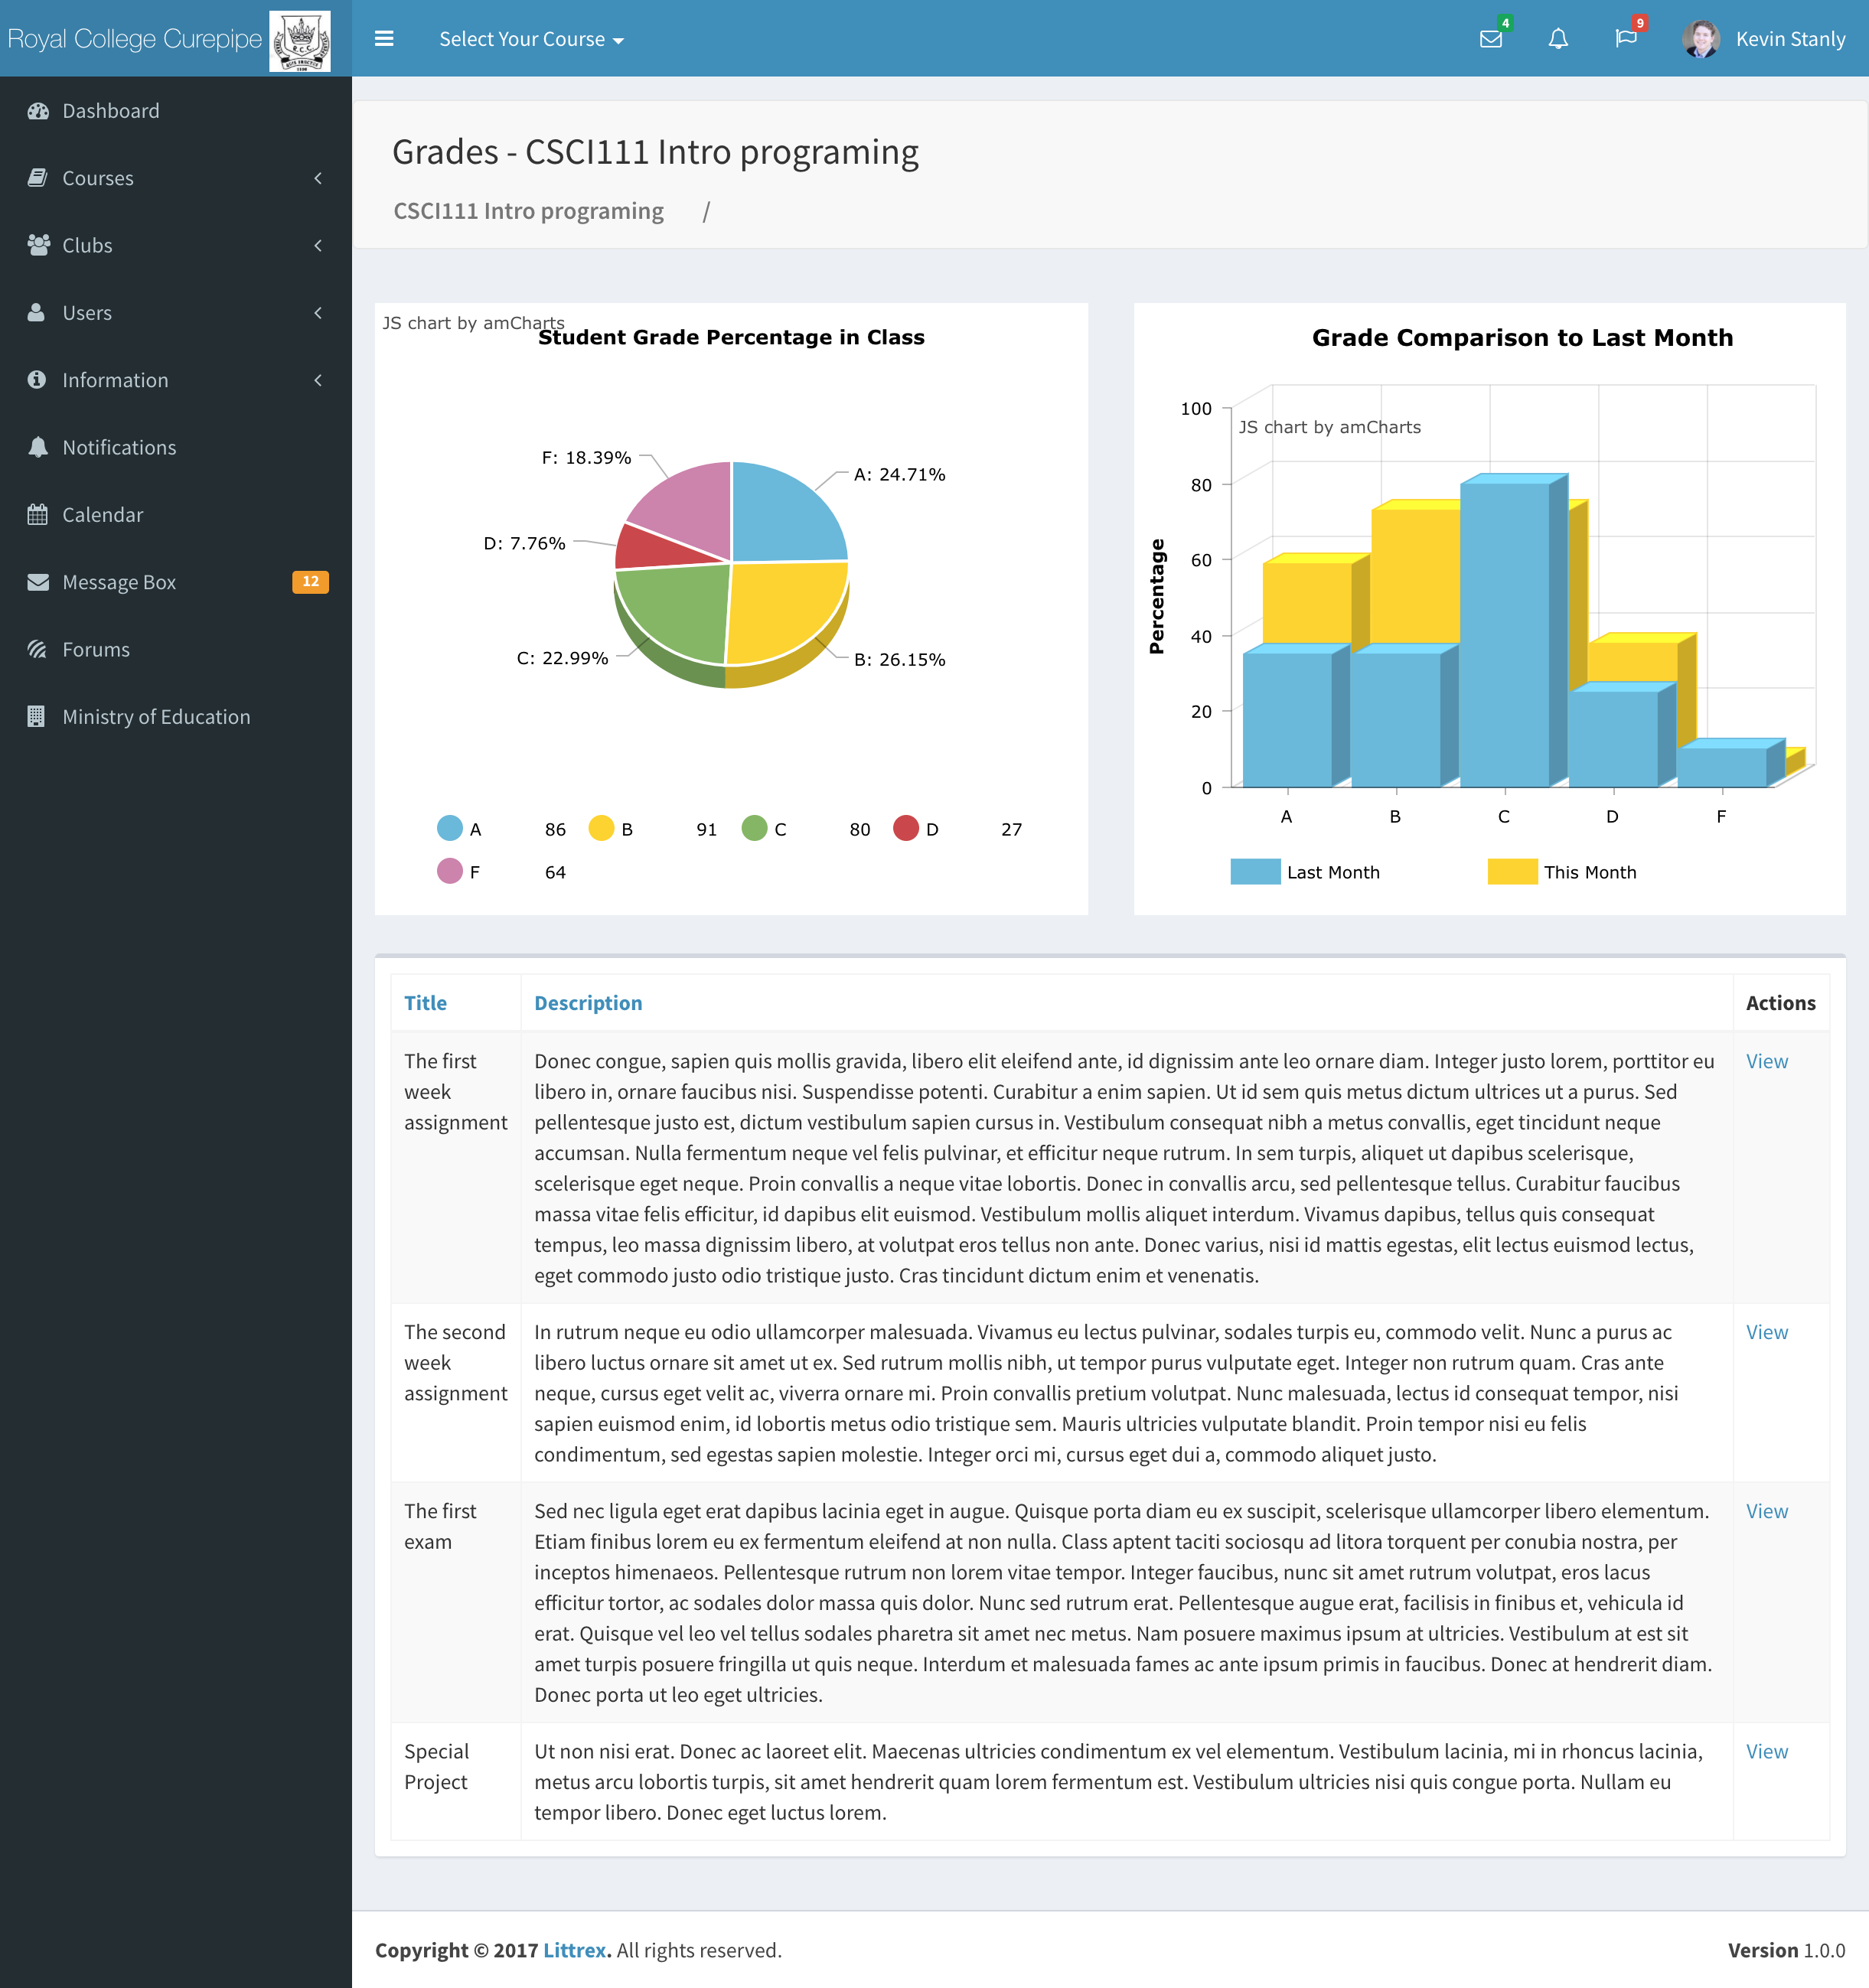 Royal College Curepipe
Select Your Course
4
9
Kevin Stanly
Dashboard
Courses
Clubs
Users
Information
Notifications
Calendar
Message Box
12
Forums
Ministry of Education
Grades - CSCI111 Intro programing
CSCI111 Intro programing /
JS chart by amCharts
Student Grade Percentage in Class
F: 18.39%
A: 24.71%
D: 7.76%
C: 22.99%
B: 26.15%
A 86 B 91 C 80 D 27
F 64
Grade Comparison to Last Month
JS chart by amCharts
Percentage
100
80
60
40
20
0
A B C D F
Last Month This Month
Title Description Actions
The first
week
assignment
Donec congue, sapien quis mollis gravida, libero elit eleifend ante, id dignissim ante leo ornare diam. Integer justo lorem, porttitor eu
libero in, ornare faucibus nisi. Suspendisse potenti. Curabitur a enim sapien. Ut id sem quis metus dictum ultrices ut a purus. Sed
pellentesque justo est, dictum vestibulum sapien cursus in. Vestibulum consequat nibh a metus convallis, eget tincidunt neque
accumsan. Nulla fermentum neque vel felis pulvinar, et efficitur neque rutrum. In sem turpis, aliquet ut dapibus scelerisque,
scelerisque eget neque. Proin convallis a neque vitae lobortis. Donec in convallis arcu, sed pellentesque tellus. Curabitur faucibus
massa vitae felis efficitur, id dapibus elit euismod. Vestibulum mollis aliquet interdum. Vivamus dapibus, tellus quis consequat
tempus, leo massa dignissim libero, at volutpat eros tellus non ante. Donec varius, nisi id mattis egestas, elit lectus euismod lectus,
eget commodo justo odio tristique justo. Cras tincidunt dictum enim et venenatis.
View
The second
week
assignment
In rutrum neque eu odio ullamcorper malesuada. Vivamus eu lectus pulvinar, sodales turpis eu, commodo velit. Nunc a purus ac
libero luctus ornare sit amet ut ex. Sed rutrum mollis nibh, ut tempor purus vulputate eget. Integer non rutrum quam. Cras ante
neque, cursus eget velit ac, viverra ornare mi. Proin convallis pretium volutpat. Nunc malesuada, lectus id consequat tempor, nisi
sapien euismod enim, id lobortis metus odio tristique sem. Mauris ultricies vulputate blandit. Proin tempor nisi eu felis
condimentum, sed egestas sapien molestie. Integer orci mi, cursus eget dui a, commodo aliquet justo.
View
The first
exam
Sed nec ligula eget erat dapibus lacinia eget in augue. Quisque porta diam eu ex suscipit, scelerisque ullamcorper libero elementum.
Etiam finibus lorem eu ex fermentum eleifend at non nulla. Class aptent taciti sociosqu ad litora torquent per conubia nostra, per
inceptos himenaeos. Pellentesque rutrum non lorem vitae tempor. Integer faucibus, nunc sit amet rutrum volutpat, eros lacus
efficitur tortor, ac sodales dolor massa quis dolor. Nunc sed rutrum erat. Pellentesque augue erat, facilisis in finibus et, vehicula id
erat. Quisque vel leo vel tellus sodales pharetra sit amet nec metus. Nam posuere maximus ipsum at ultricies. Vestibulum at est sit
amet turpis posuere fringilla ut quis neque. Interdum et malesuada fames ac ante ipsum primis in faucibus. Donec at hendrerit diam.
Donec porta ut leo eget ultricies.
View
Special
Project
Ut non nisi erat. Donec ac laoreet elit. Maecenas ultricies condimentum ex vel elementum. Vestibulum lacinia, mi in rhoncus lacinia,
metus arcu lobortis turpis, sit amet hendrerit quam lorem fermentum est. Vestibulum ultricies nisi quis congue porta. Nullam eu
tempor libero. Donec eget luctus lorem.
View
Copyright © 2017 Littrex. All rights reserved.
Version 1.0.0